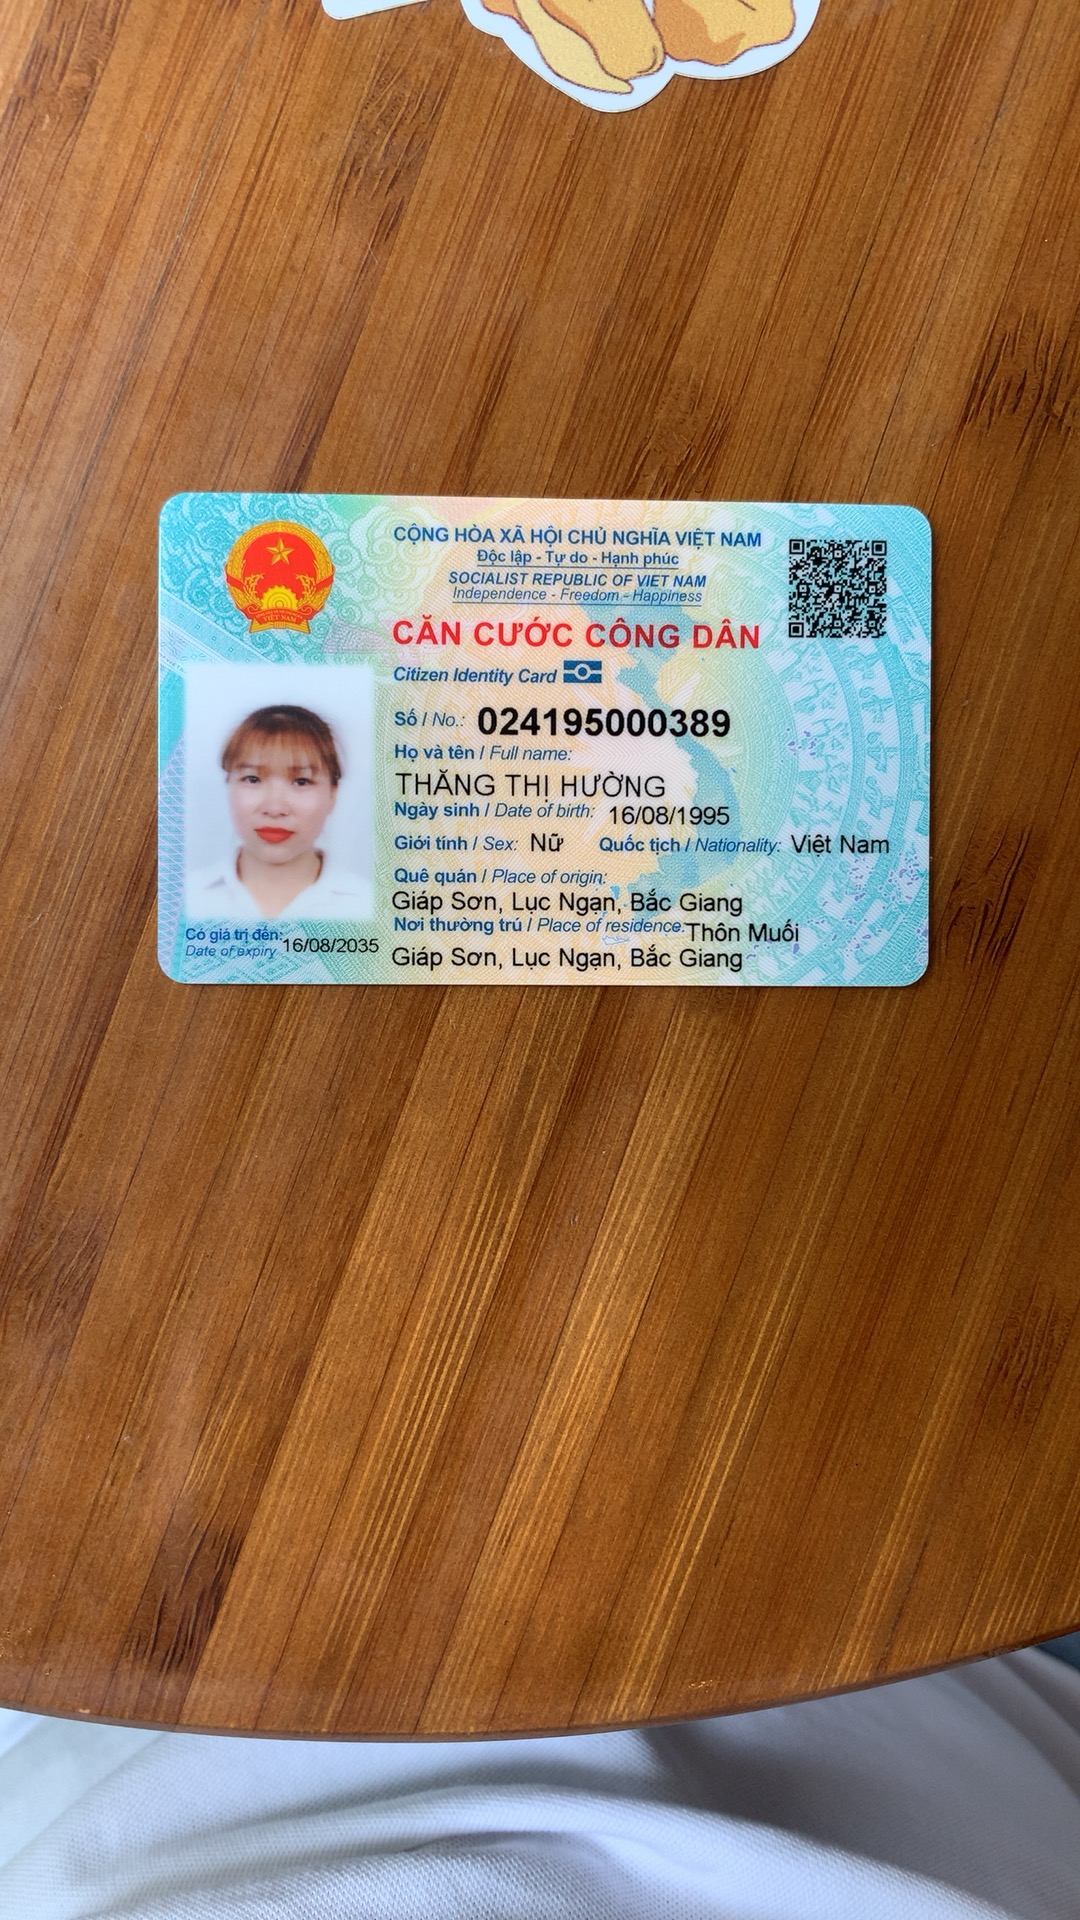 CỘNG HÒA XÃ HỘI CHỦ NGHĨA VIỆT NAM
Độc lập - Tự do - Hạnh phúc
SOCIALIST REPUBLIC OF VIET NAM
Independence - Freedom - Happiness
CĂN CƯỚC CÔNG DÂN
Citizen Identity Card
Số / No.: 024195000389
Họ và tên / Full name:
THĂNG THỊ HƯỜNG
Ngày sinh / Date of birth: 16/08/1995
Giới tính / Sex: Nữ Quốc tịch / Nationality: Việt Nam
Quê quán / Place of origin:
Giáp Sơn, Lục Ngạn, Bắc Giang
Nơi thường trú / Place of residence: Thôn Muối
Giáp Sơn, Lục Ngạn, Bắc Giang
Có giá trị đến: 16/08/2035
Date of expiry
VIỆT NAM